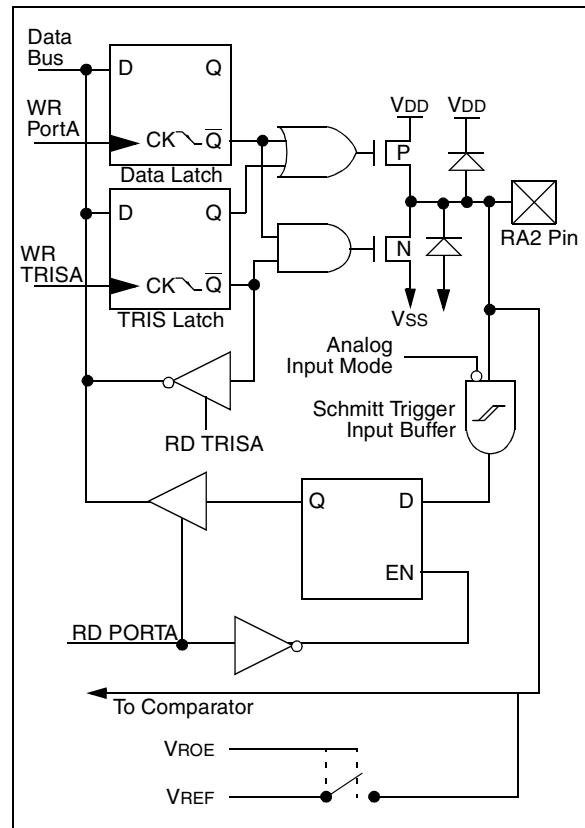 Data
Bus
D
Q
VDD
VDD
WR
PortA
CK
Q
P
Data Latch
D
Q
RA2 Pin
WR
TRISA
N
CK
Q
VSS
TRIS Latch
Analog
Input Mode
Schmitt Trigger
Input Buffer
RD TRISA
Q
D
EN
RD PORTA
To Comparator
VROE
VREF